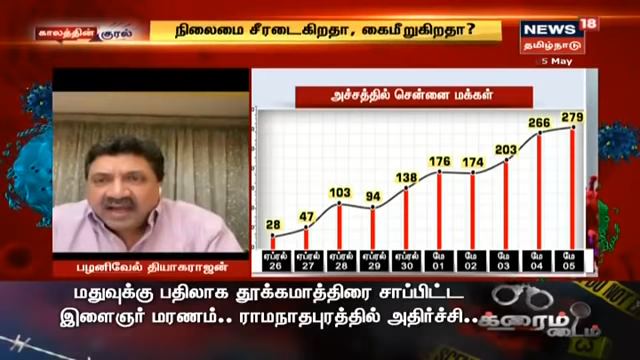 காலத்தின் குரல்
நிலைமை சீரடைகிறதா, கைமீறுகிறதா?
NEWS 18
தமிழ்நாடு
5 May
அச்சத்தில் சென்னை மக்கள்
28 47 103 94 138 176 174 203 266 279
ஏப்ரல் ஏப்ரல் ஏப்ரல் ஏப்ரல் ஏப்ரல் மே மே மே மே மே
26 27 28 29 30 01 02 03 04 05
பழனிவேல் தியாகராஜன்
மதுவுக்கு பதிலாக தூக்கமாத்திரை சாப்பிட்ட
இளைஞர் மரணம்.. ராமநாதபுரத்தில் அதிர்ச்சி..
க்ரைம் டைம்